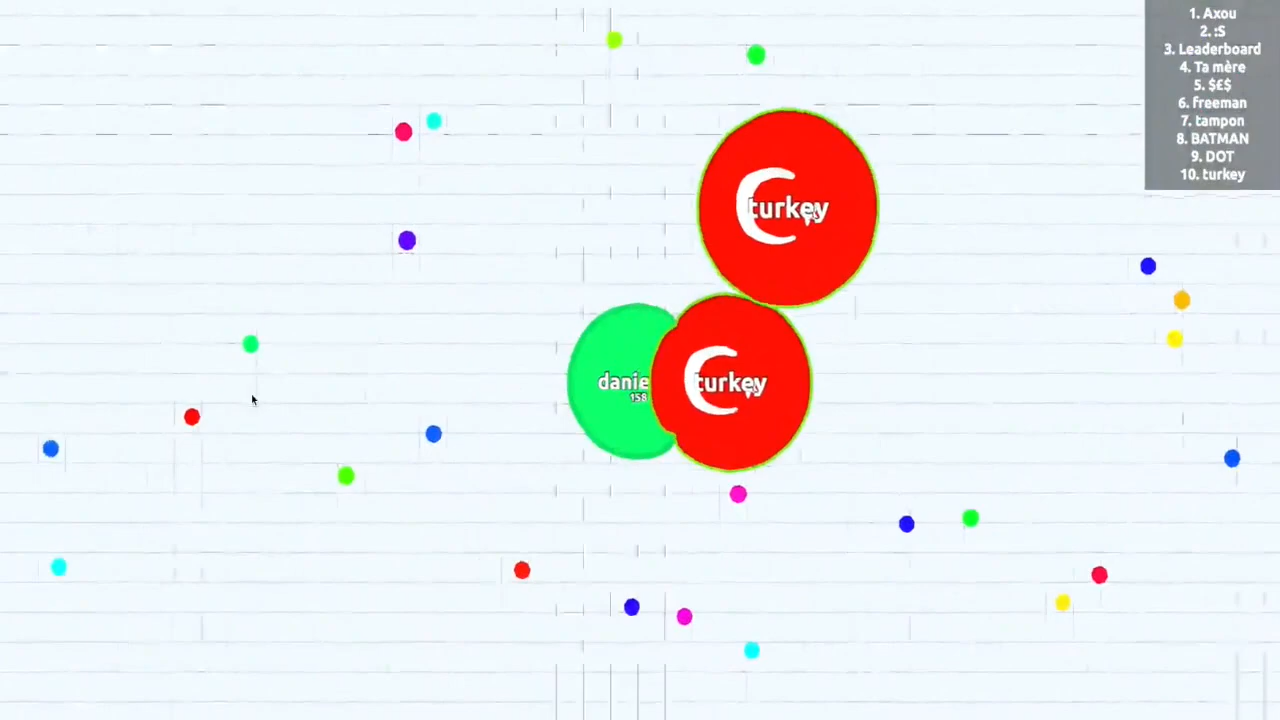 1. Axou
2. :S
3. Leaderboard
4. Ta mère
5. $€$
6. freeman
7. tampon
8. BATMAN
9. DOT
10. turkey
turkey
danie
158
turkey